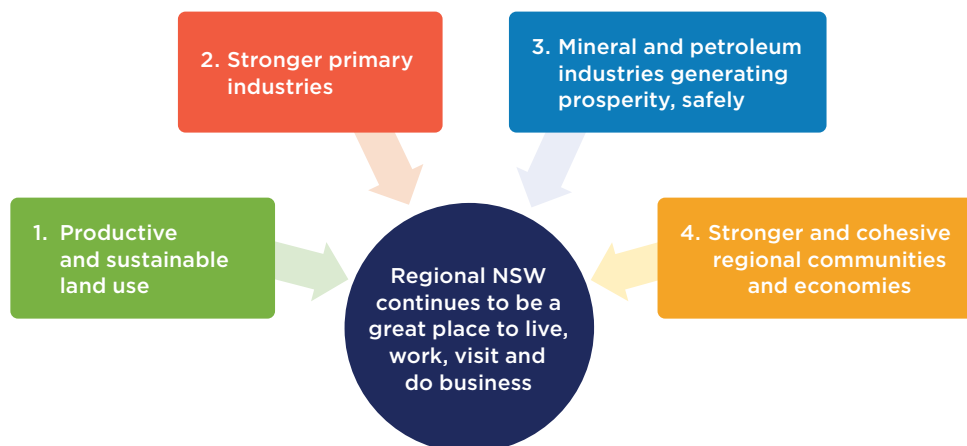 1. Productive
and sustainable
land use
2. Stronger primary
industries
3. Mineral and petroleum
industries generating
prosperity, safely
4. Stronger and cohesive
regional communities
and economies
Regional NSW
continues to be a
great place to live,
work, visit and
do business